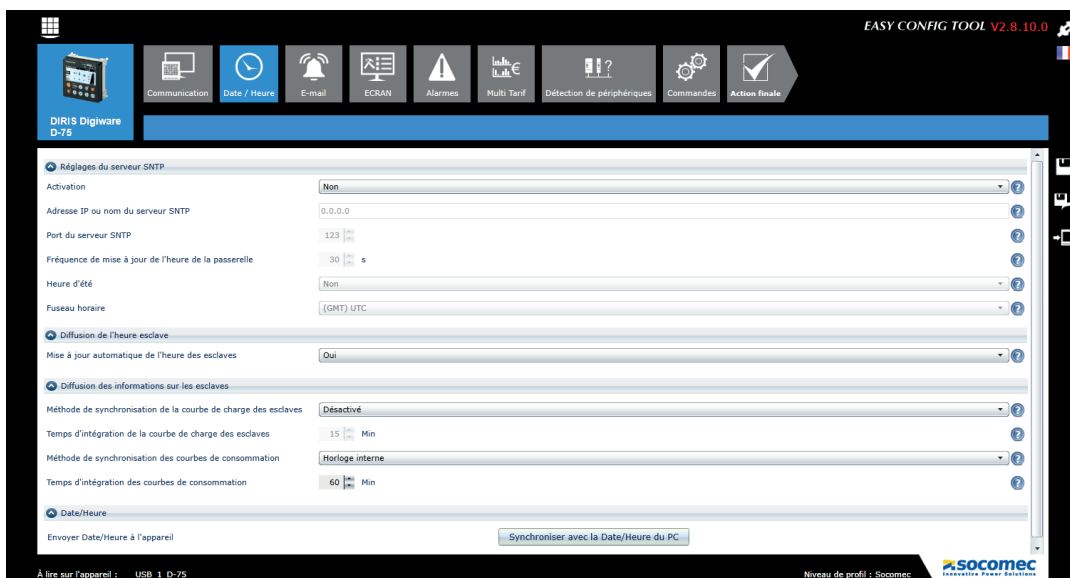 EASY CONFIG TOOL V2.8.10.0
Communication
Date / Heure
E-mail
ECRAN
Alarmes
Multi Tarif
Détection de périphériques
Commandes
Action finale
DIRIS Digiware
D-75
Réglages du serveur SNTP
Activation Non
Adresse IP ou nom du serveur SNTP 0.0.0.0
Port du serveur SNTP 123
Fréquence de mise à jour de l'heure de la passerelle 30 s
Heure d'été Non
Fuseau horaire (GMT) UTC
Diffusion de l'heure esclave
Mise à jour automatique de l'heure des esclaves Oui
Diffusion des informations sur les esclaves
Méthode de synchronisation de la courbe de charge des esclaves Désactivé
Temps d'intégration de la courbe de charge des esclaves 15 Min
Méthode de synchronisation des courbes de consommation Horloge interne
Temps d'intégration des courbes de consommation 60 Min
Date/Heure
Envoyer Date/Heure à l'appareil Synchroniser avec la Date/Heure du PC
À lire sur l'appareil : USB_1_D-75
Niveau de profil : Socomec
socomec
Innovative Power Solutions